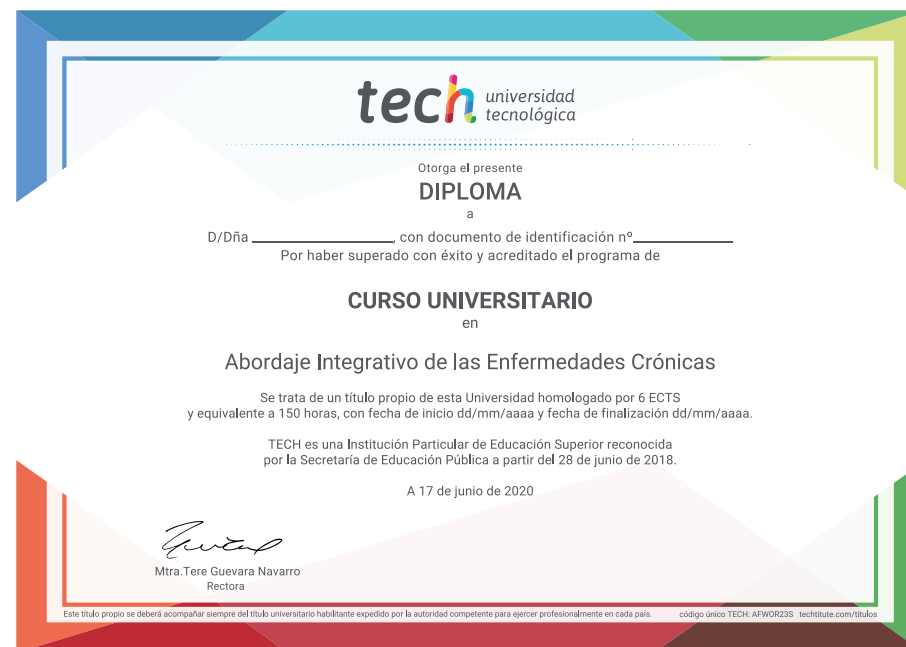 tech universidad
tecnológica
Otorga el presente
DIPLOMA
a
D/Dña ____________________, con documento de identificación nº______________
Por haber superado con éxito y acreditado el programa de
CURSO UNIVERSITARIO
en
Abordaje Integrativo de las Enfermedades Crónicas
Se trata de un título propio de esta Universidad homologado por 6 ECTS
y equivalente a 150 horas, con fecha de inicio dd/mm/aaaa y fecha de finalización dd/mm/aaaa.
TECH es una Institución Particular de Educación Superior reconocida
por la Secretaría de Educación Pública a partir del 28 de junio de 2018.
A 17 de junio de 2020
Mtra.Tere Guevara Navarro
Rectora
Este título propio se deberá acompañar siempre del título universitario habilitante expedido por la autoridad competente para ejercer profesionalmente en cada país. código único TECH: AFWOR23S techtitute.com/titulos